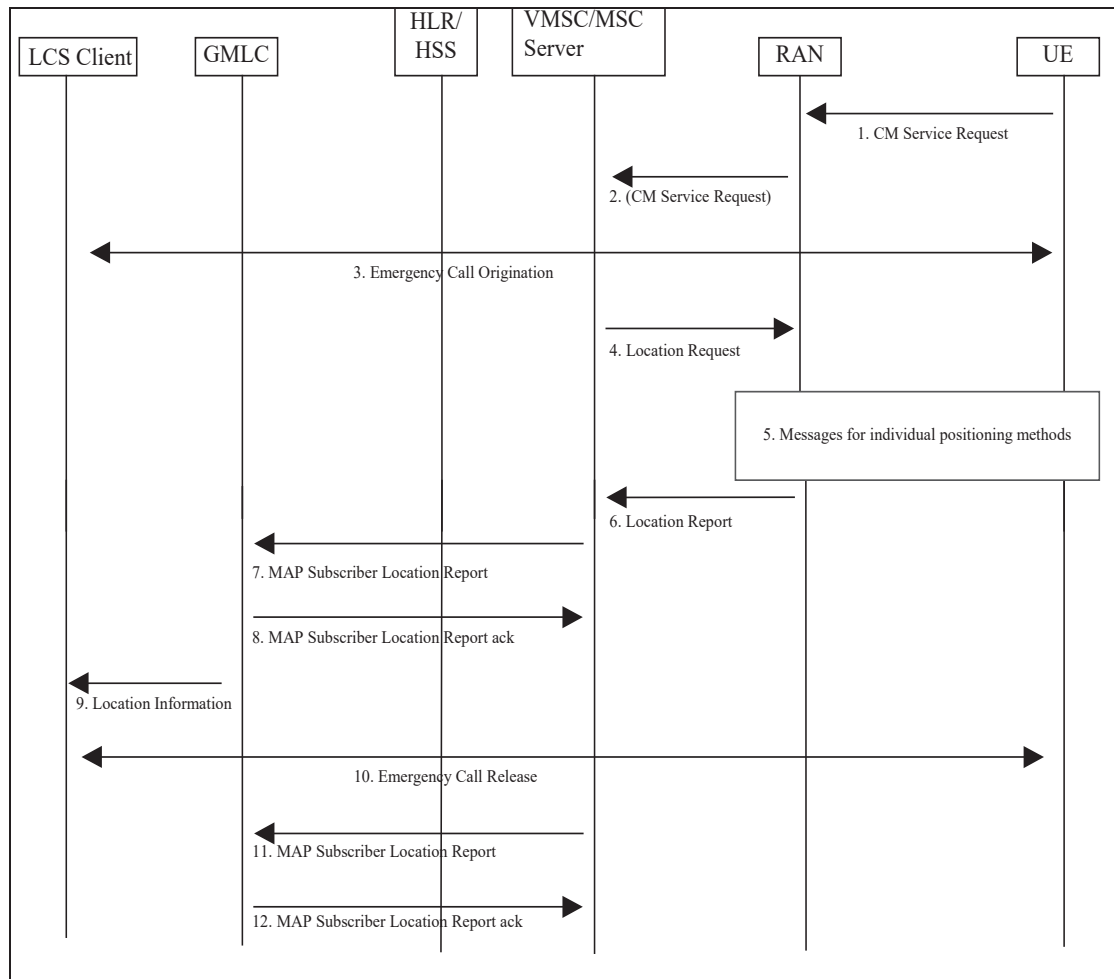 LCS Client
GMLC
HLR/
HSS
VMSC/MSC
Server
RAN
UE
1. CM Service Request
2. (CM Service Request)
3. Emergency Call Origination
4. Location Request
5. Messages for individual positioning methods
6. Location Report
7. MAP Subscriber Location Report
8. MAP Subscriber Location Report ack
9. Location Information
10. Emergency Call Release
11. MAP Subscriber Location Report
12. MAP Subscriber Location Report ack